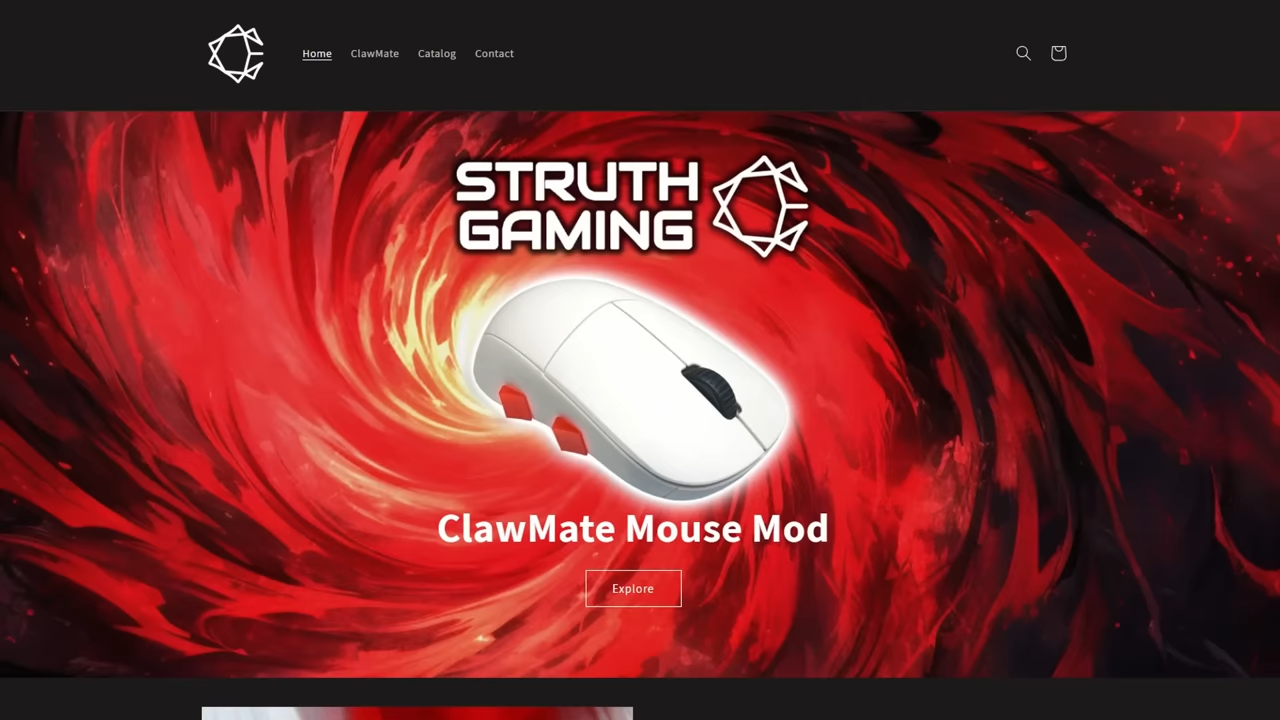 Home
ClawMate
Catalog
Contact
STRUTH
GAMING
ClawMate Mouse Mod
Explore